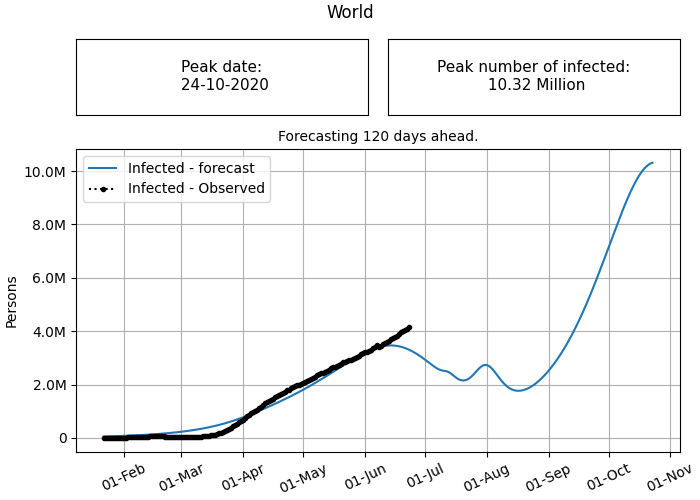 World
Peak date:
24-10-2020
Peak number of infected:
10.32 Million
Forecasting 120 days ahead.
Infected - forecast
Infected - Observed
Persons
10.0M
8.0M
6.0M
4.0M
2.0M
0
01-Feb
01-Mar
01-Apr
01-May
01-Jun
01-Jul
01-Aug
01-Sep
01-Oct
01-Nov